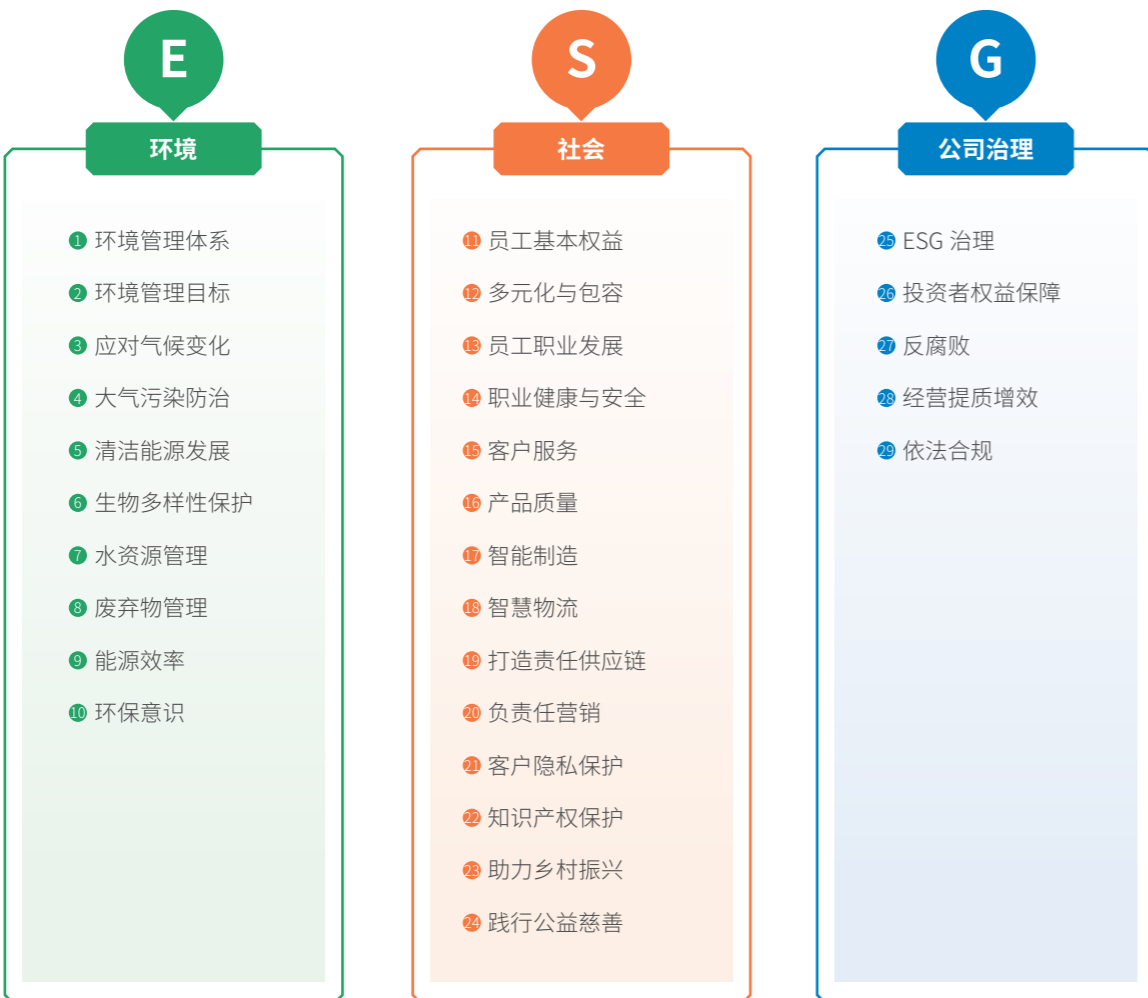 E
环境
1 环境管理体系
2 环境管理目标
3 应对气候变化
4 大气污染防治
5 清洁能源发展
6 生物多样性保护
7 水资源管理
8 废弃物管理
9 能源效率
10 环保意识
S
社会
11 员工基本权益
12 多元化与包容
13 员工职业发展
14 职业健康与安全
15 客户服务
16 产品质量
17 智能制造
18 智慧物流
19 打造责任供应链
20 负责任营销
21 客户隐私保护
22 知识产权保护
23 助力乡村振兴
24 践行公益慈善
G
公司治理
25 ESG 治理
26 投资者权益保障
27 反腐败
28 经营提质增效
29 依法合规